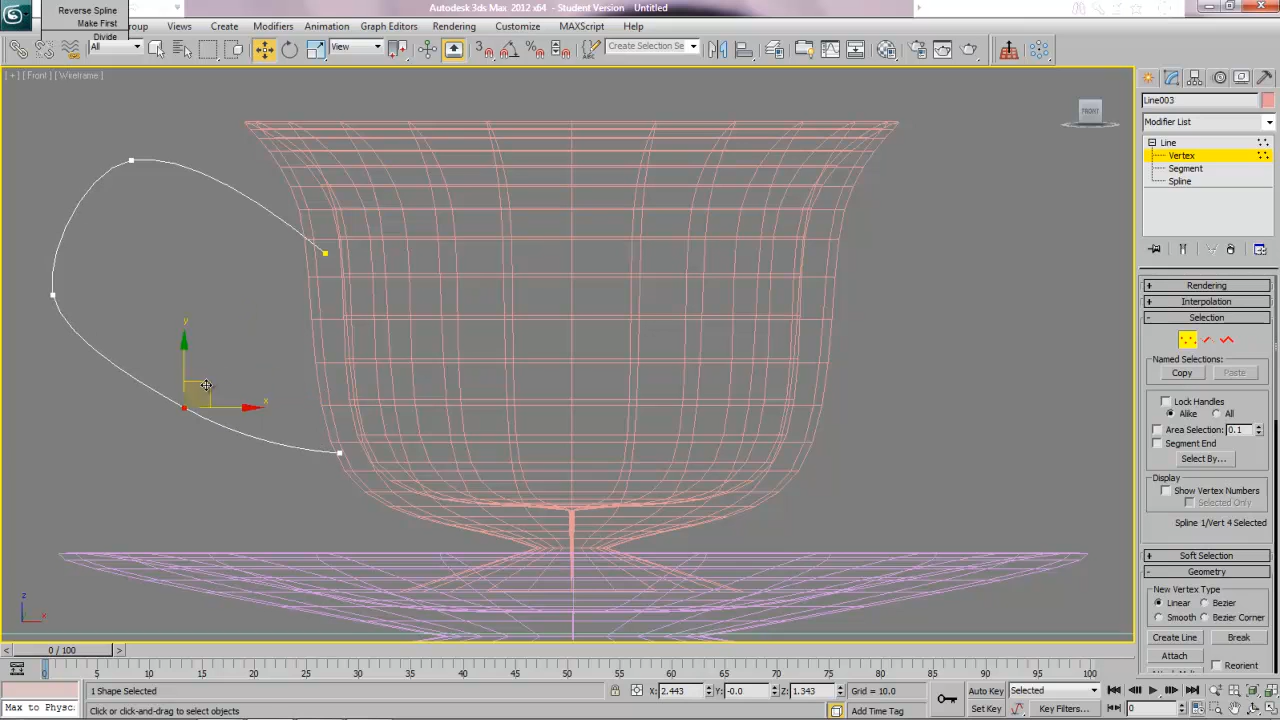 Reverse Spline
Make First
Divide
Autodesk 3ds Max 2012 x64 - Student Version Untitled
Group Views Create Modifiers Animation Graph Editors Rendering Customize MAXScript Help
All View Create Selection Se
[ + ] [ Front ] [ Wireframe ]
FRONT
y
x
z
x
Line003
Modifier List
Line
Vertex
Segment
Spline
+ Rendering
+ Interpolation
- Selection
Named Selections:
Copy Paste
Lock Handles
Alike All
Area Selection: 0.1
Segment End
Select By...
Display
Show Vertex Numbers
Selected Only
Spline 1/Vert 4 Selected
+ Soft Selection
- Geometry
New Vertex Type
Linear Bezier
Smooth Bezier Corner
Create Line Break
Attach Reorient
0 / 100
0 5 10 15 20 25 30 35 40 45 50 55 60 65 70 75 80 85 90 95 100
1 Shape Selected X: 2.443 Y: -0.0 Z: 1.343 Grid = 10.0 Auto Key Selected
Max to Physc. Click or click-and-drag to select objects Add Time Tag Set Key Key Filters... 0